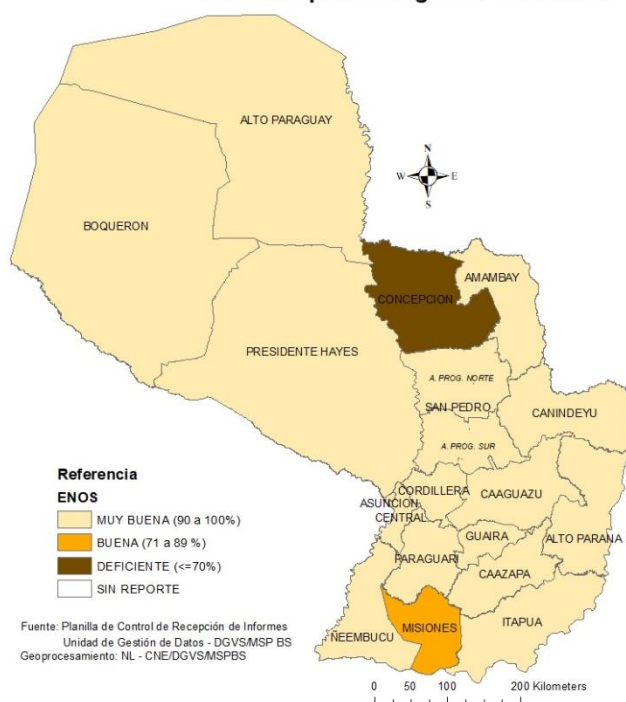 ALTO PARAGUAY
N
W E
S
BOQUERON
AMAMBAY
CONCEPCION
PRESIDENTE HAYES
A. PROG. NORTE
SAN PEDRO
CANINDEYU
A. PROG. SUR
Referencia
ENOS
MUY BUENA (90 a 100%)
BUENA (71 a 89 %)
DEFICIENTE (<=70%)
SIN REPORTE
CORDILLERA
ASUNCION
CENTRAL
CAAGUAZU
GUAIRA
ALTO PARANA
PARAGUARI
CAAZAPA
MISIONES
ITAPUA
ÑEEMBUCU
Fuente: Planilla de Control de Recepción de Informes
Unidad de Gestión de Datos - DGVS/MSP BS
Geoprocesamiento: NL - CNE/DGVS/MSPBS
0 50 100 200 Kilometers